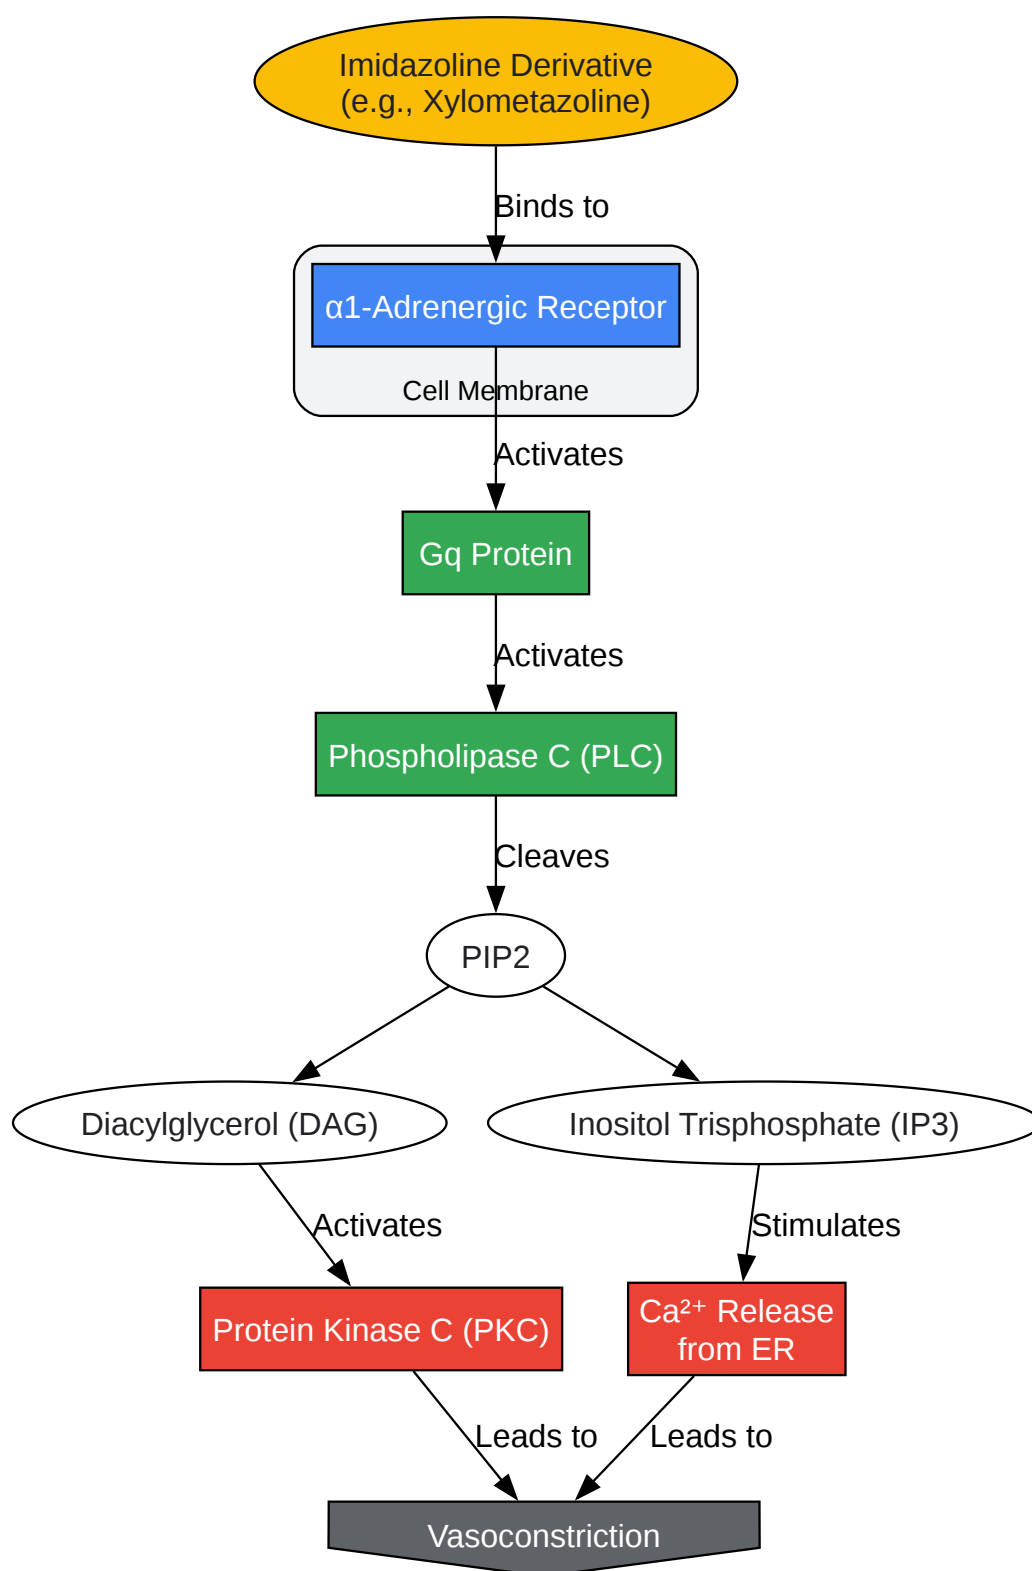 Imidazoline Derivative
(e.g., Xylometazoline)
Binds to
α1-Adrenergic Receptor
Cell Membrane
Activates
Gq Protein
Activates
Phospholipase C (PLC)
Cleaves
PIP2
Diacylglycerol (DAG)
Inositol Trisphosphate (IP3)
Activates
Stimulates
Protein Kinase C (PKC)
Ca²⁺ Release
from ER
Leads to
Leads to
Vasoconstriction